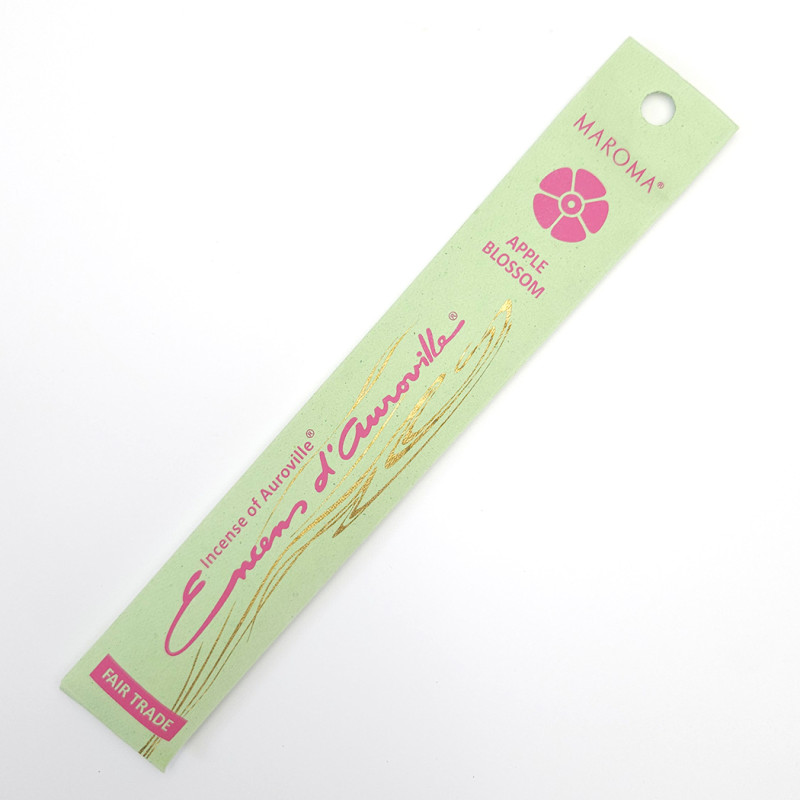 MAROMA®
APPLE
BLOSSOM
Incense of Auroville®
Encens d'Auroville®
FAIR TRADE